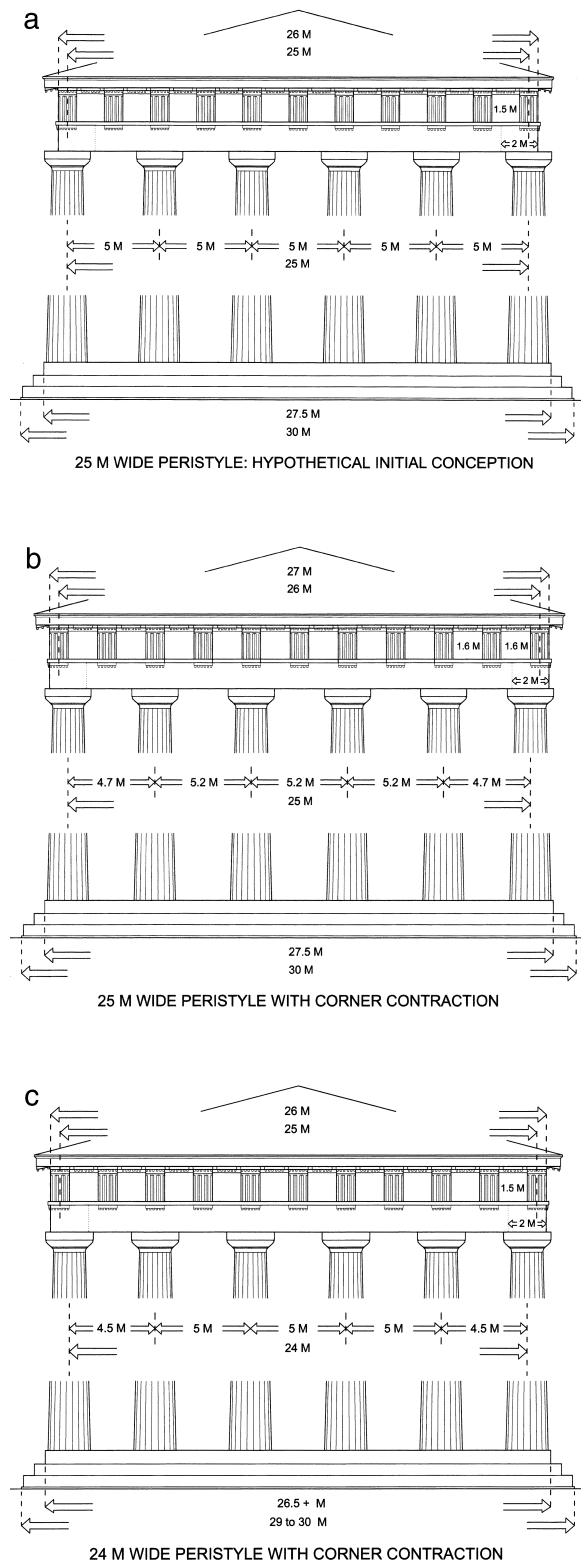 a
26 M
25 M
1.5 M
2 M
5 M 5 M 5 M 5 M 5 M
25 M
27.5 M
30 M
25 M WIDE PERISTYLE: HYPOTHETICAL INITIAL CONCEPTION
b
27 M
26 M
1.6 M 1.6 M
2 M
4.7 M 5.2 M 5.2 M 5.2 M 4.7 M
25 M
27.5 M
30 M
25 M WIDE PERISTYLE WITH CORNER CONTRACTION
c
26 M
25 M
1.5 M
2 M
4.5 M 5 M 5 M 5 M 4.5 M
24 M
26.5 + M
29 to 30 M
24 M WIDE PERISTYLE WITH CORNER CONTRACTION